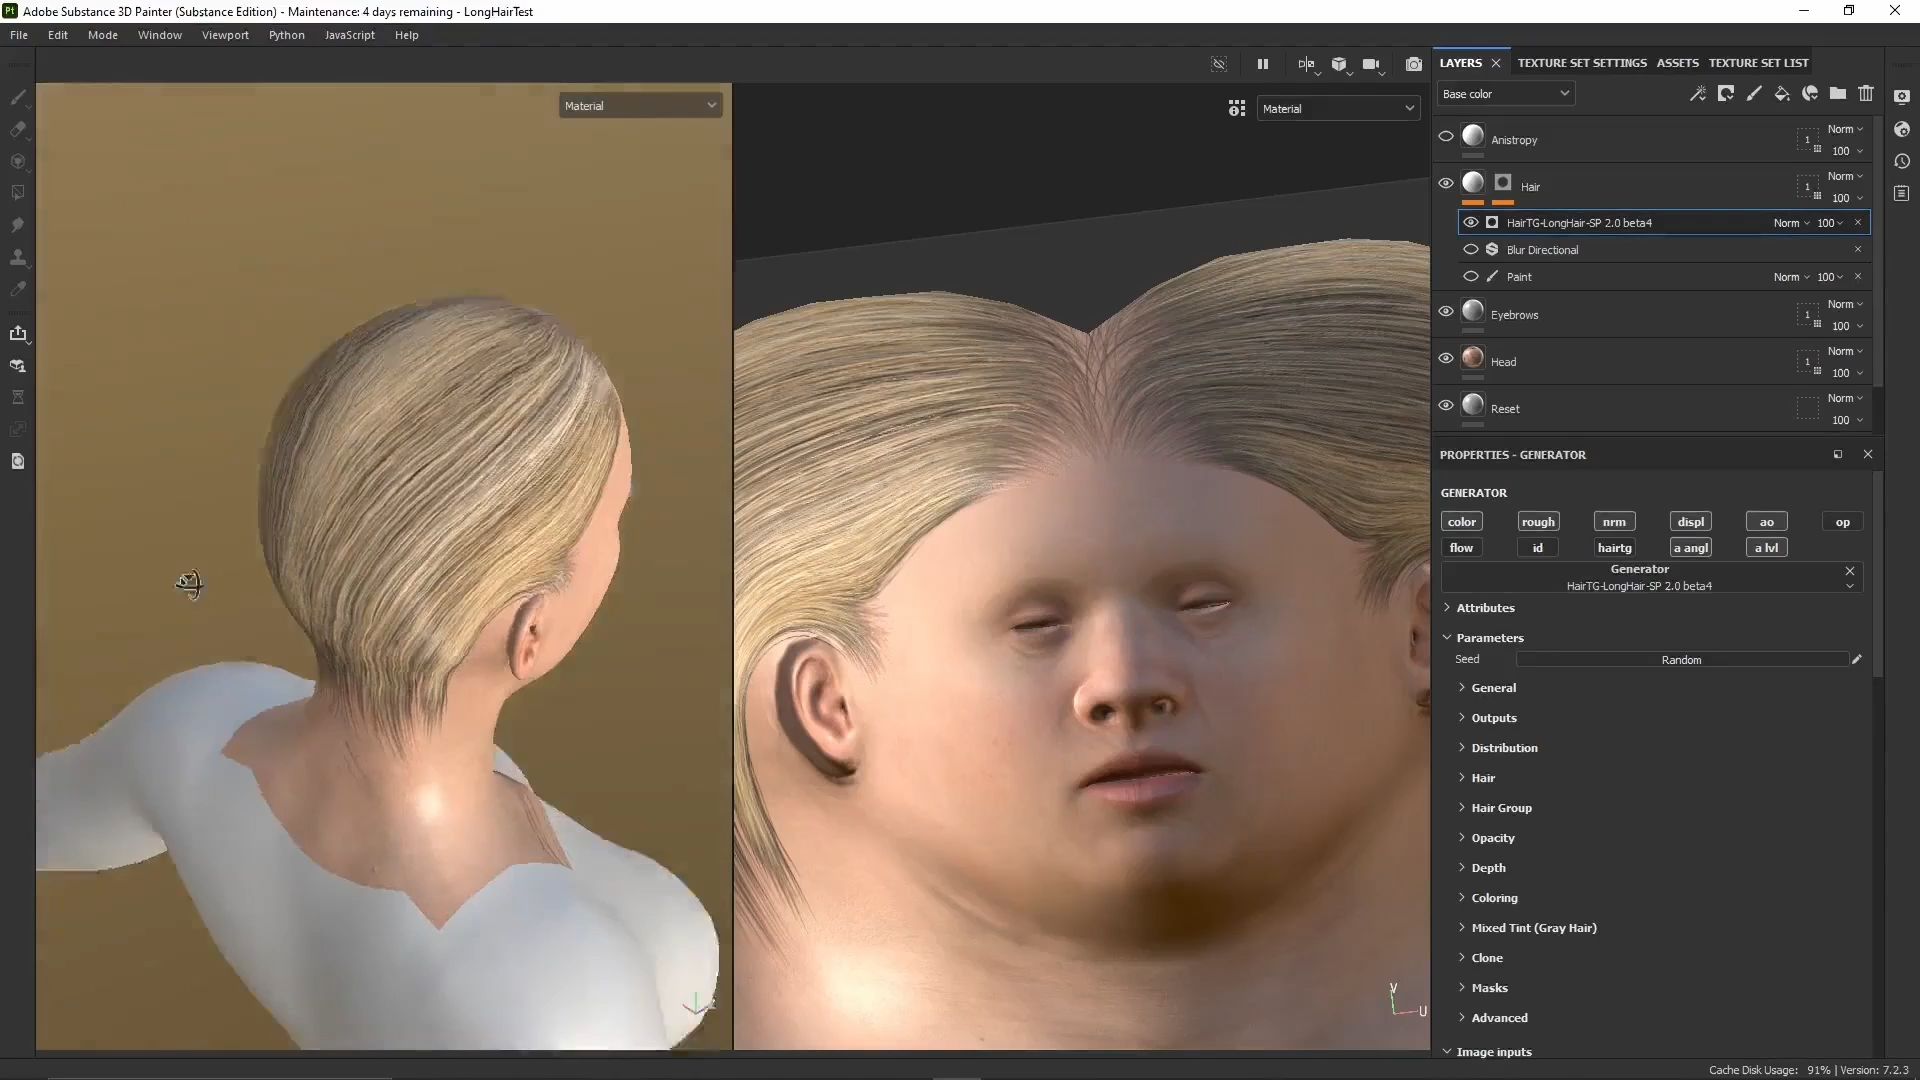 Pt Adobe Substance 3D Painter (Substance Edition) - Maintenance: 4 days remaining - LongHairTest
File Edit Mode Window Viewport Python JavaScript Help
Material
Material
LAYERS TEXTURE SET SETTINGS ASSETS TEXTURE SET LIST
Base color
Anistropy 1 Norm 100
Hair 1 Norm 100
HairTG-LongHair-SP 2.0 beta4 Norm 100
Blur Directional
Paint Norm 100
Eyebrows 1 Norm 100
Head 1 Norm 100
Reset Norm 100
PROPERTIES - GENERATOR
GENERATOR
color rough nrm displ ao op
flow id hairtg a angl a lvl
Generator
HairTG-LongHair-SP 2.0 beta4
Attributes
Parameters
Seed Random
General
Outputs
Distribution
Hair
Hair Group
Opacity
Depth
Coloring
Mixed Tint (Gray Hair)
Clone
Masks
Advanced
Image inputs
V
U
Cache Disk Usage: 91% | Version: 7.2.3